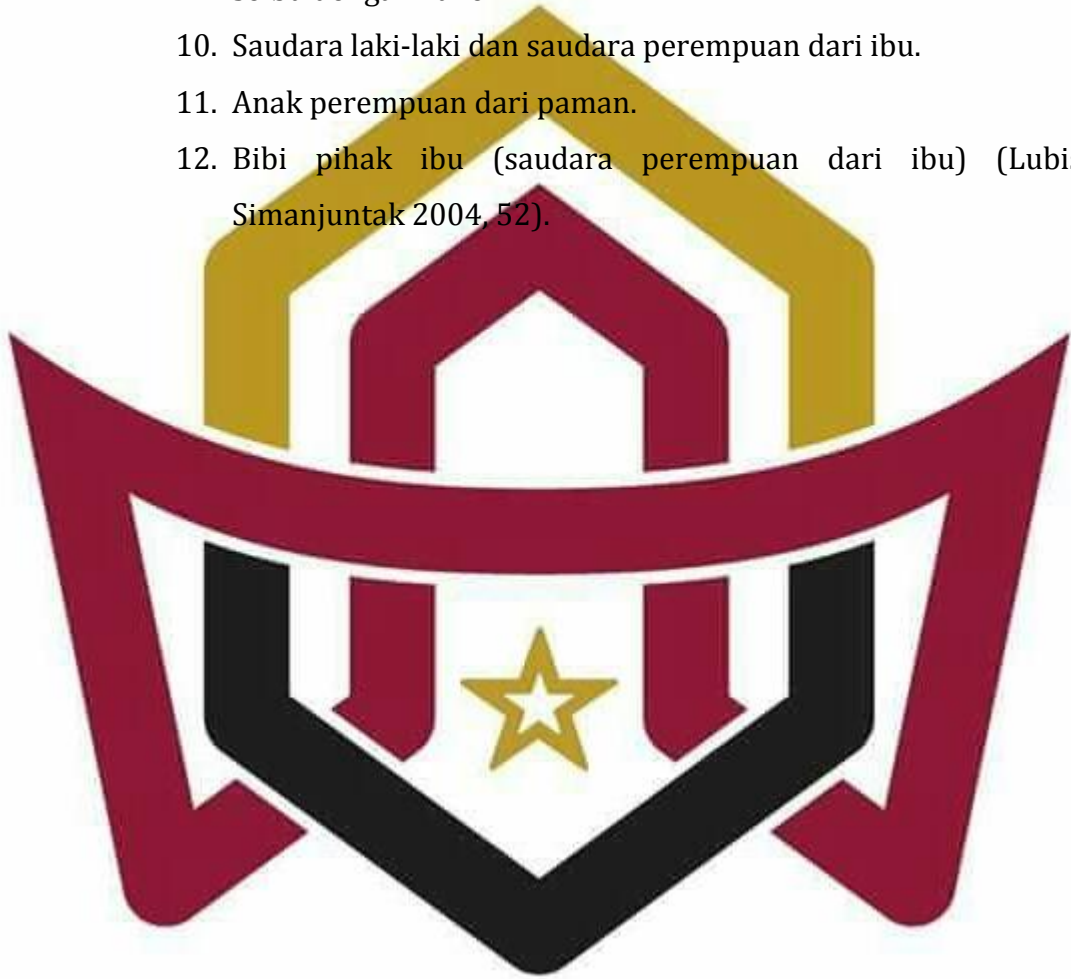 10. Saudara laki-laki dan saudara perempuan dari ibu.
11. Anak perempuan dari paman.
12. Bibi pihak ibu (saudara perempuan dari ibu) (Lubis
Simanjuntak 2004, 52).